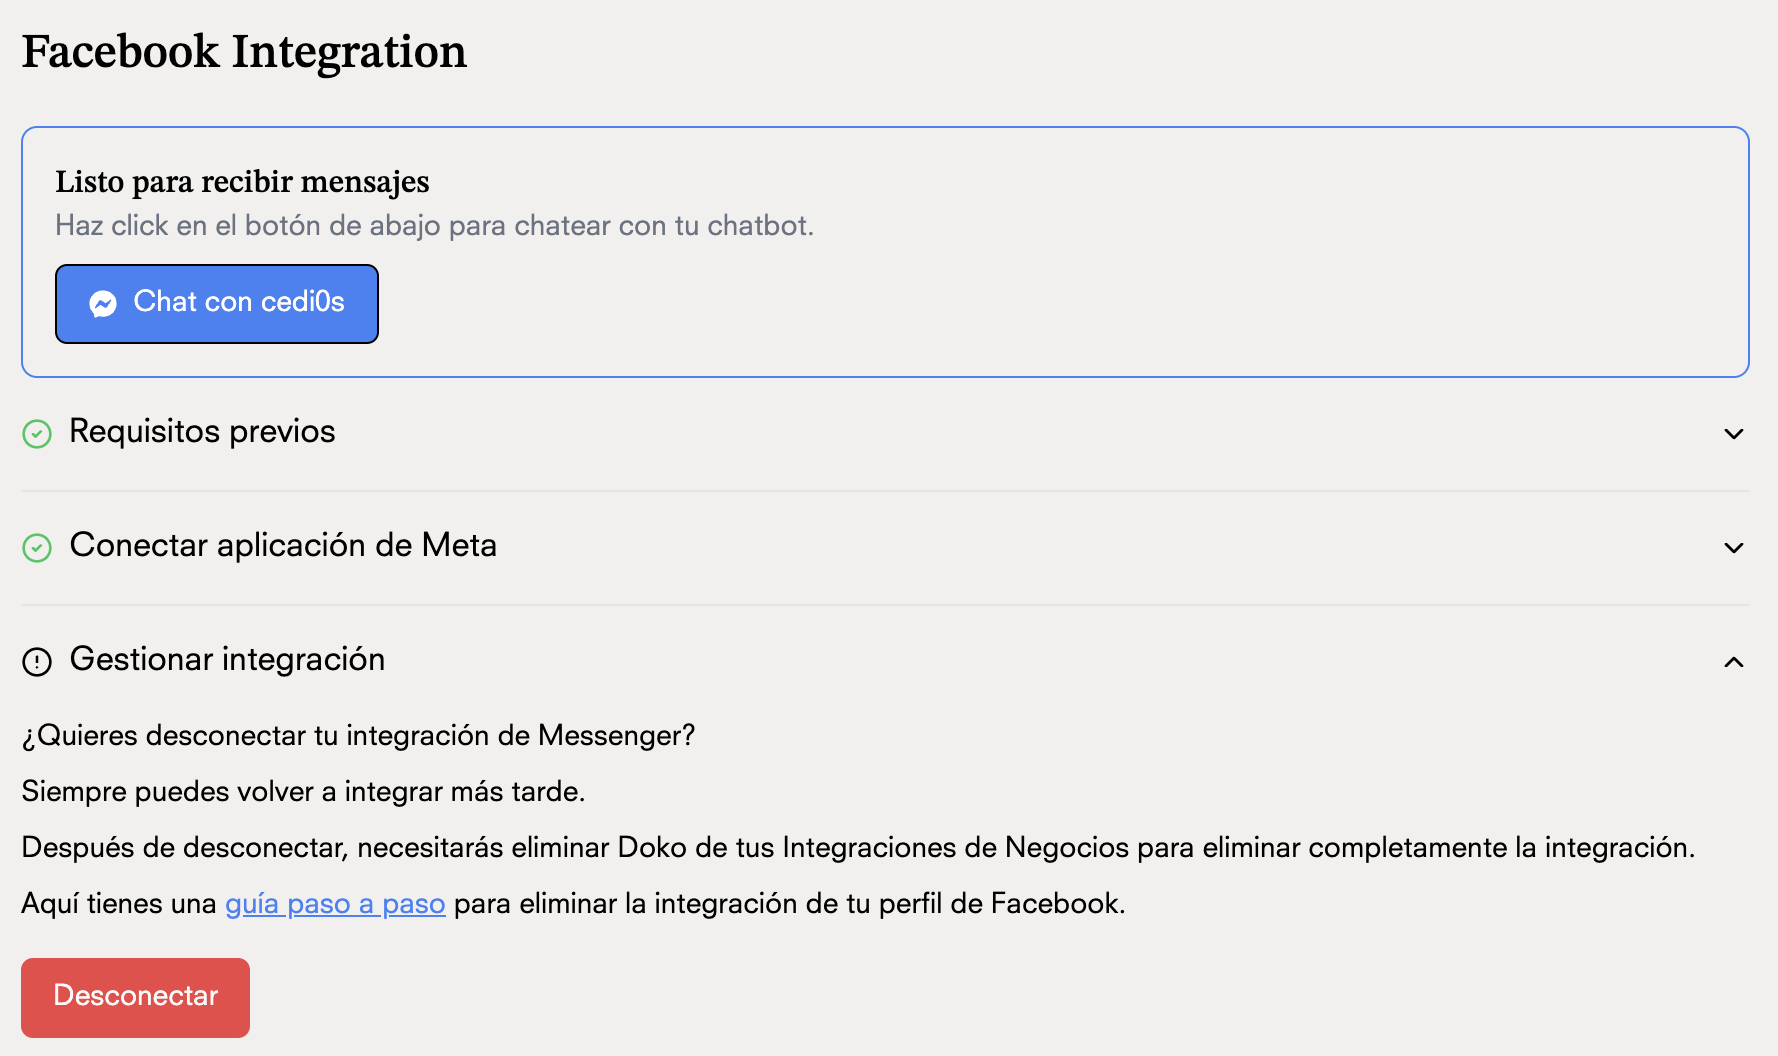 Facebook Integration
Listo para recibir mensajes
Haz click en el botón de abajo para chatear con tu chatbot.
Chat con cedi0s
Requisitos previos
Conectar aplicación de Meta
Gestionar integración
¿Quieres desconectar tu integración de Messenger?
Siempre puedes volver a integrar más tarde.
Después de desconectar, necesitarás eliminar Doko de tus Integraciones de Negocios para eliminar completamente la integración.
Aquí tienes una guía paso a paso para eliminar la integración de tu perfil de Facebook.
Desconectar